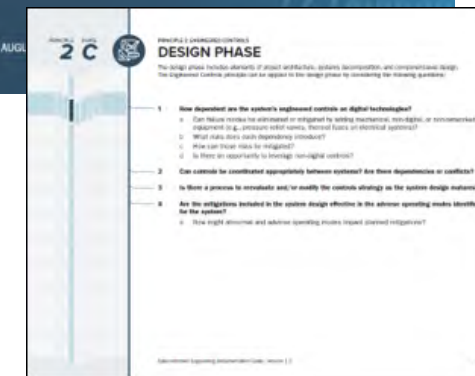 AUGU
PRINCIPLE PHASE
2 C
PRINCIPLE 2: ENGINEERED CONTROLS
DESIGN PHASE
The design phase includes elements of project architecture, systems decomposition, and component-level design.
The Engineered Controls principle can be applied in the design phase by considering the following questions:
1 How dependent are the system's engineered controls on digital technologies?
a Can failure modes be eliminated or mitigated by adding mechanical, non-digital, or non-networked
equipment (e.g., pressure relief valves, thermal fuses on electrical systems)?
b What risks does each dependency introduce?
c How can those risks be mitigated?
d Is there an opportunity to leverage non-digital controls?
2 Can controls be coordinated appropriately between systems? Are there dependencies or conflicts?
3 Is there a process to reevaluate and/or modify the controls strategy as the system design matures
4 Are the mitigations included in the system design effective in the adverse operating modes identifi
for the system?
a How might abnormal and adverse operating modes impact planned mitigations?